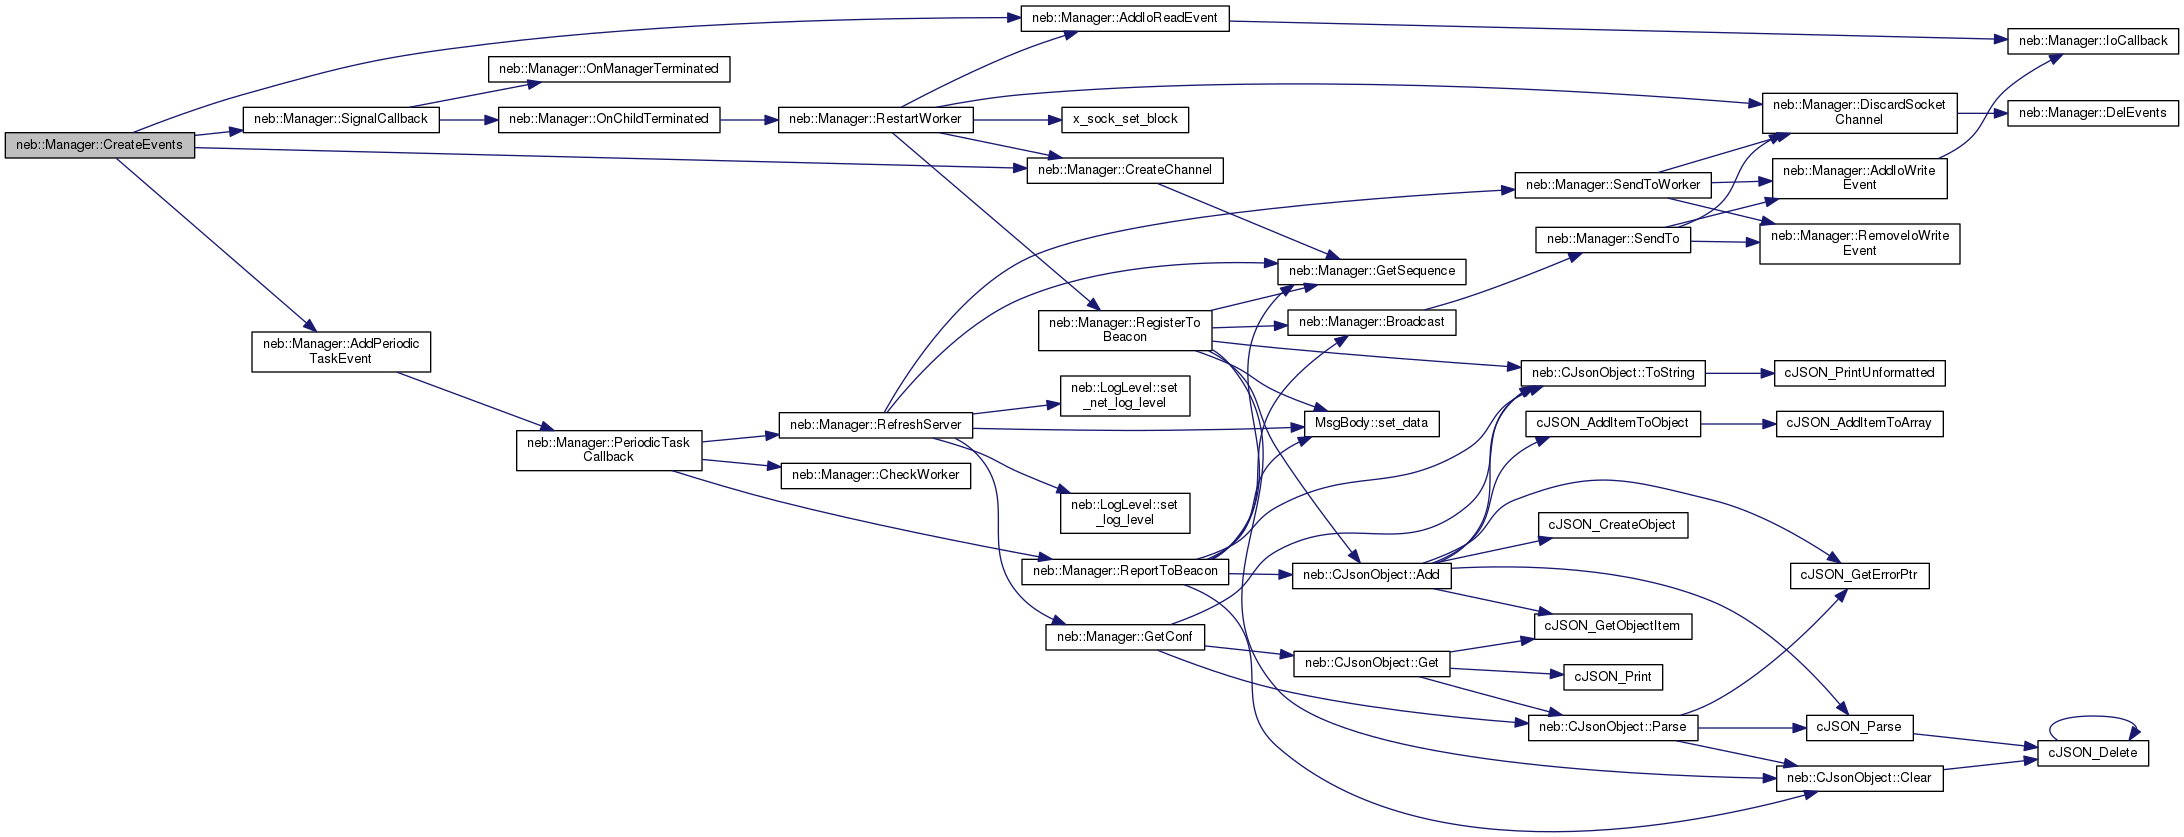 neb::Manager::CreateEvents
neb::Manager::SignalCallback
neb::Manager::AddPeriodic
TaskEvent
neb::Manager::OnManagerTerminated
neb::Manager::OnChildTerminated
neb::Manager::PeriodicTask
Callback
neb::Manager::RestartWorker
neb::Manager::RefreshServer
neb::Manager::CheckWorker
neb::Manager::AddIoReadEvent
x_sock_set_block
neb::Manager::CreateChannel
neb::Manager::RegisterTo
Beacon
neb::LogLevel::set
_net_log_level
neb::LogLevel::set
_log_level
neb::Manager::ReportToBeacon
neb::Manager::GetConf
neb::Manager::GetSequence
neb::Manager::Broadcast
MsgBody::set_data
neb::CJsonObject::Add
neb::CJsonObject::Get
neb::Manager::SendToWorker
neb::Manager::SendTo
neb::CJsonObject::ToString
cJSON_AddItemToObject
cJSON_CreateObject
cJSON_GetObjectItem
cJSON_Print
neb::CJsonObject::Parse
neb::Manager::DiscardSocket
Channel
neb::Manager::AddIoWrite
Event
neb::Manager::RemoveIoWrite
Event
cJSON_PrintUnformatted
cJSON_AddItemToArray
cJSON_GetErrorPtr
cJSON_Parse
neb::CJsonObject::Clear
neb::Manager::IoCallback
neb::Manager::DelEvents
cJSON_Delete